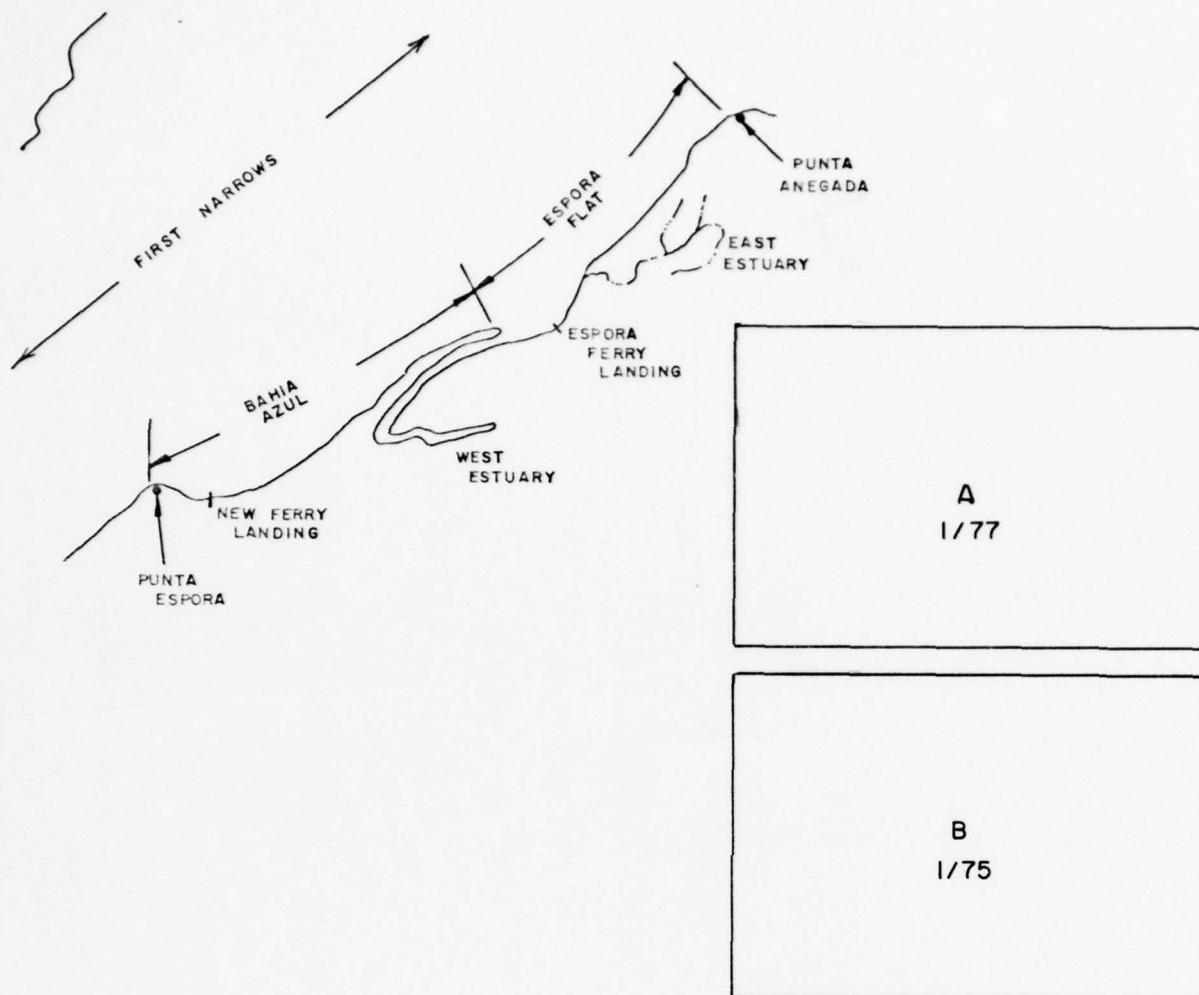 FIRST NARROWS
ESPORA
FLAT
PUNTA
ANEGADA
EAST
ESTUARY
ESPORA
FERRY
LANDING
BAHIA
AZUL
WEST
ESTUARY
NEW FERRY
LANDING
PUNTA
ESPORA
A
1/77
B
1/75